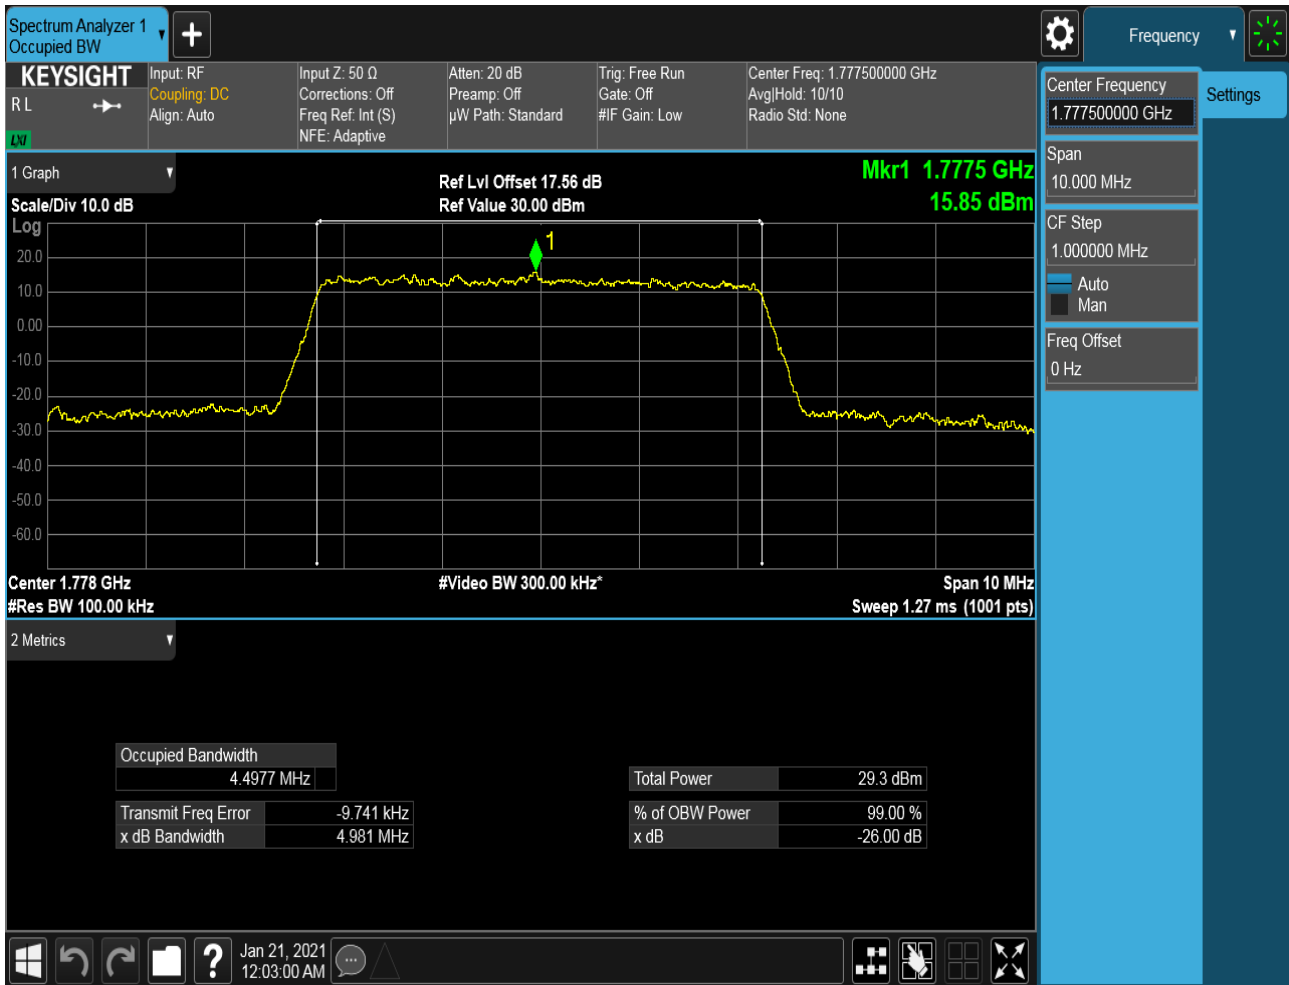 Spectrum Analyzer 1
Occupied BW
Frequency
KEYSIGHT
R L
LXI
Input: RF
Coupling: DC
Align: Auto
Input Z: 50 Ω
Corrections: Off
Freq Ref: Int (S)
NFE: Adaptive
Atten: 20 dB
Preamp: Off
µW Path: Standard
Trig: Free Run
Gate: Off
#IF Gain: Low
Center Freq: 1.777500000 GHz
Avg|Hold: 10/10
Radio Std: None
Center Frequency
1.777500000 GHz
Settings
Span
10.000 MHz
CF Step
1.000000 MHz
Auto
Man
Freq Offset
0 Hz
1 Graph
Scale/Div 10.0 dB
Ref Lvl Offset 17.56 dB
Ref Value 30.00 dBm
Mkr1 1.7775 GHz
15.85 dBm
Log
1
20.0
10.0
0.00
-10.0
-20.0
-30.0
-40.0
-50.0
-60.0
Center 1.778 GHz
#Video BW 300.00 kHz*
Span 10 MHz
#Res BW 100.00 kHz
Sweep 1.27 ms (1001 pts)
2 Metrics
Occupied Bandwidth
4.4977 MHz
Total Power 29.3 dBm
Transmit Freq Error -9.741 kHz
% of OBW Power 99.00 %
x dB Bandwidth 4.981 MHz
x dB -26.00 dB
?
Jan 21, 2021
12:03:00 AM